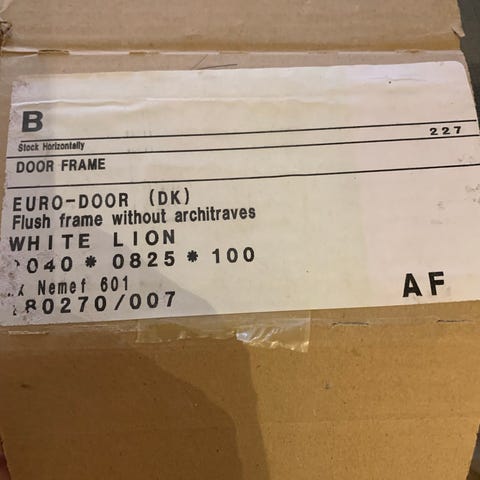 B
227
Stock Horizontally
DOOR FRAME
EURO-DOOR (DK)
Flush frame without architraves
WHITE LION
040 * 0825 * 100
Nemef 601
80270/007
AF